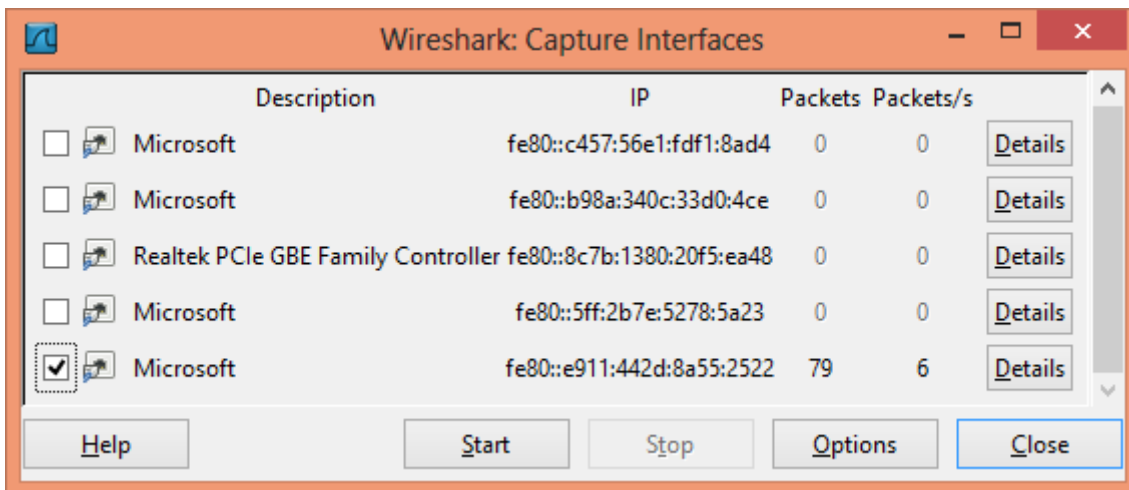 Wireshark: Capture Interfaces
Description IP Packets Packets/s
Microsoft fe80::c457:56e1:fdf1:8ad4 0 0 Details
Microsoft fe80::b98a:340c:33d0:4ce 0 0 Details
Realtek PCIe GBE Family Controller fe80::8c7b:1380:20f5:ea48 0 0 Details
Microsoft fe80::5ff:2b7e:5278:5a23 0 0 Details
Microsoft fe80::e911:442d:8a55:2522 79 6 Details
Help Start Stop Options Close